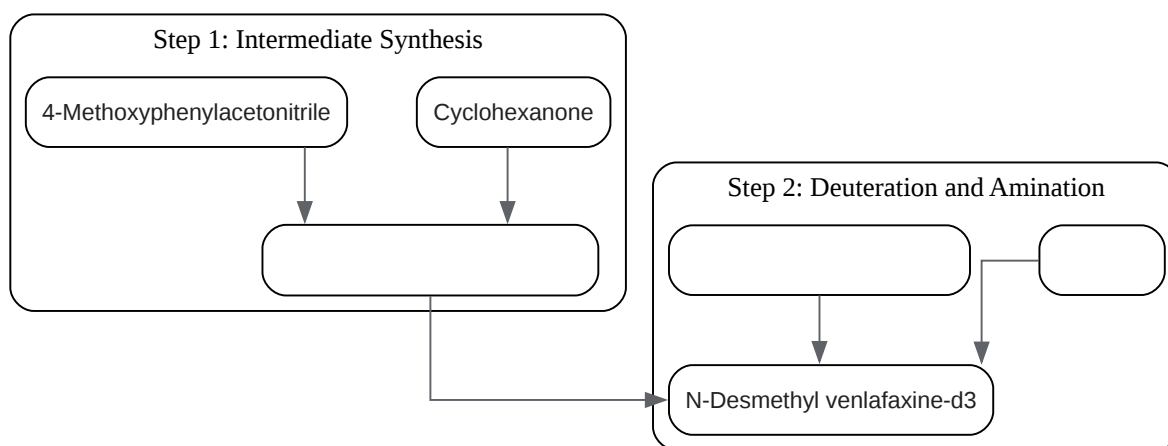 Step 1: Intermediate Synthesis
4-Methoxyphenylacetonitrile
Cyclohexanone
Step 2: Deuteration and Amination
N-Desmethyl venlafaxine-d3